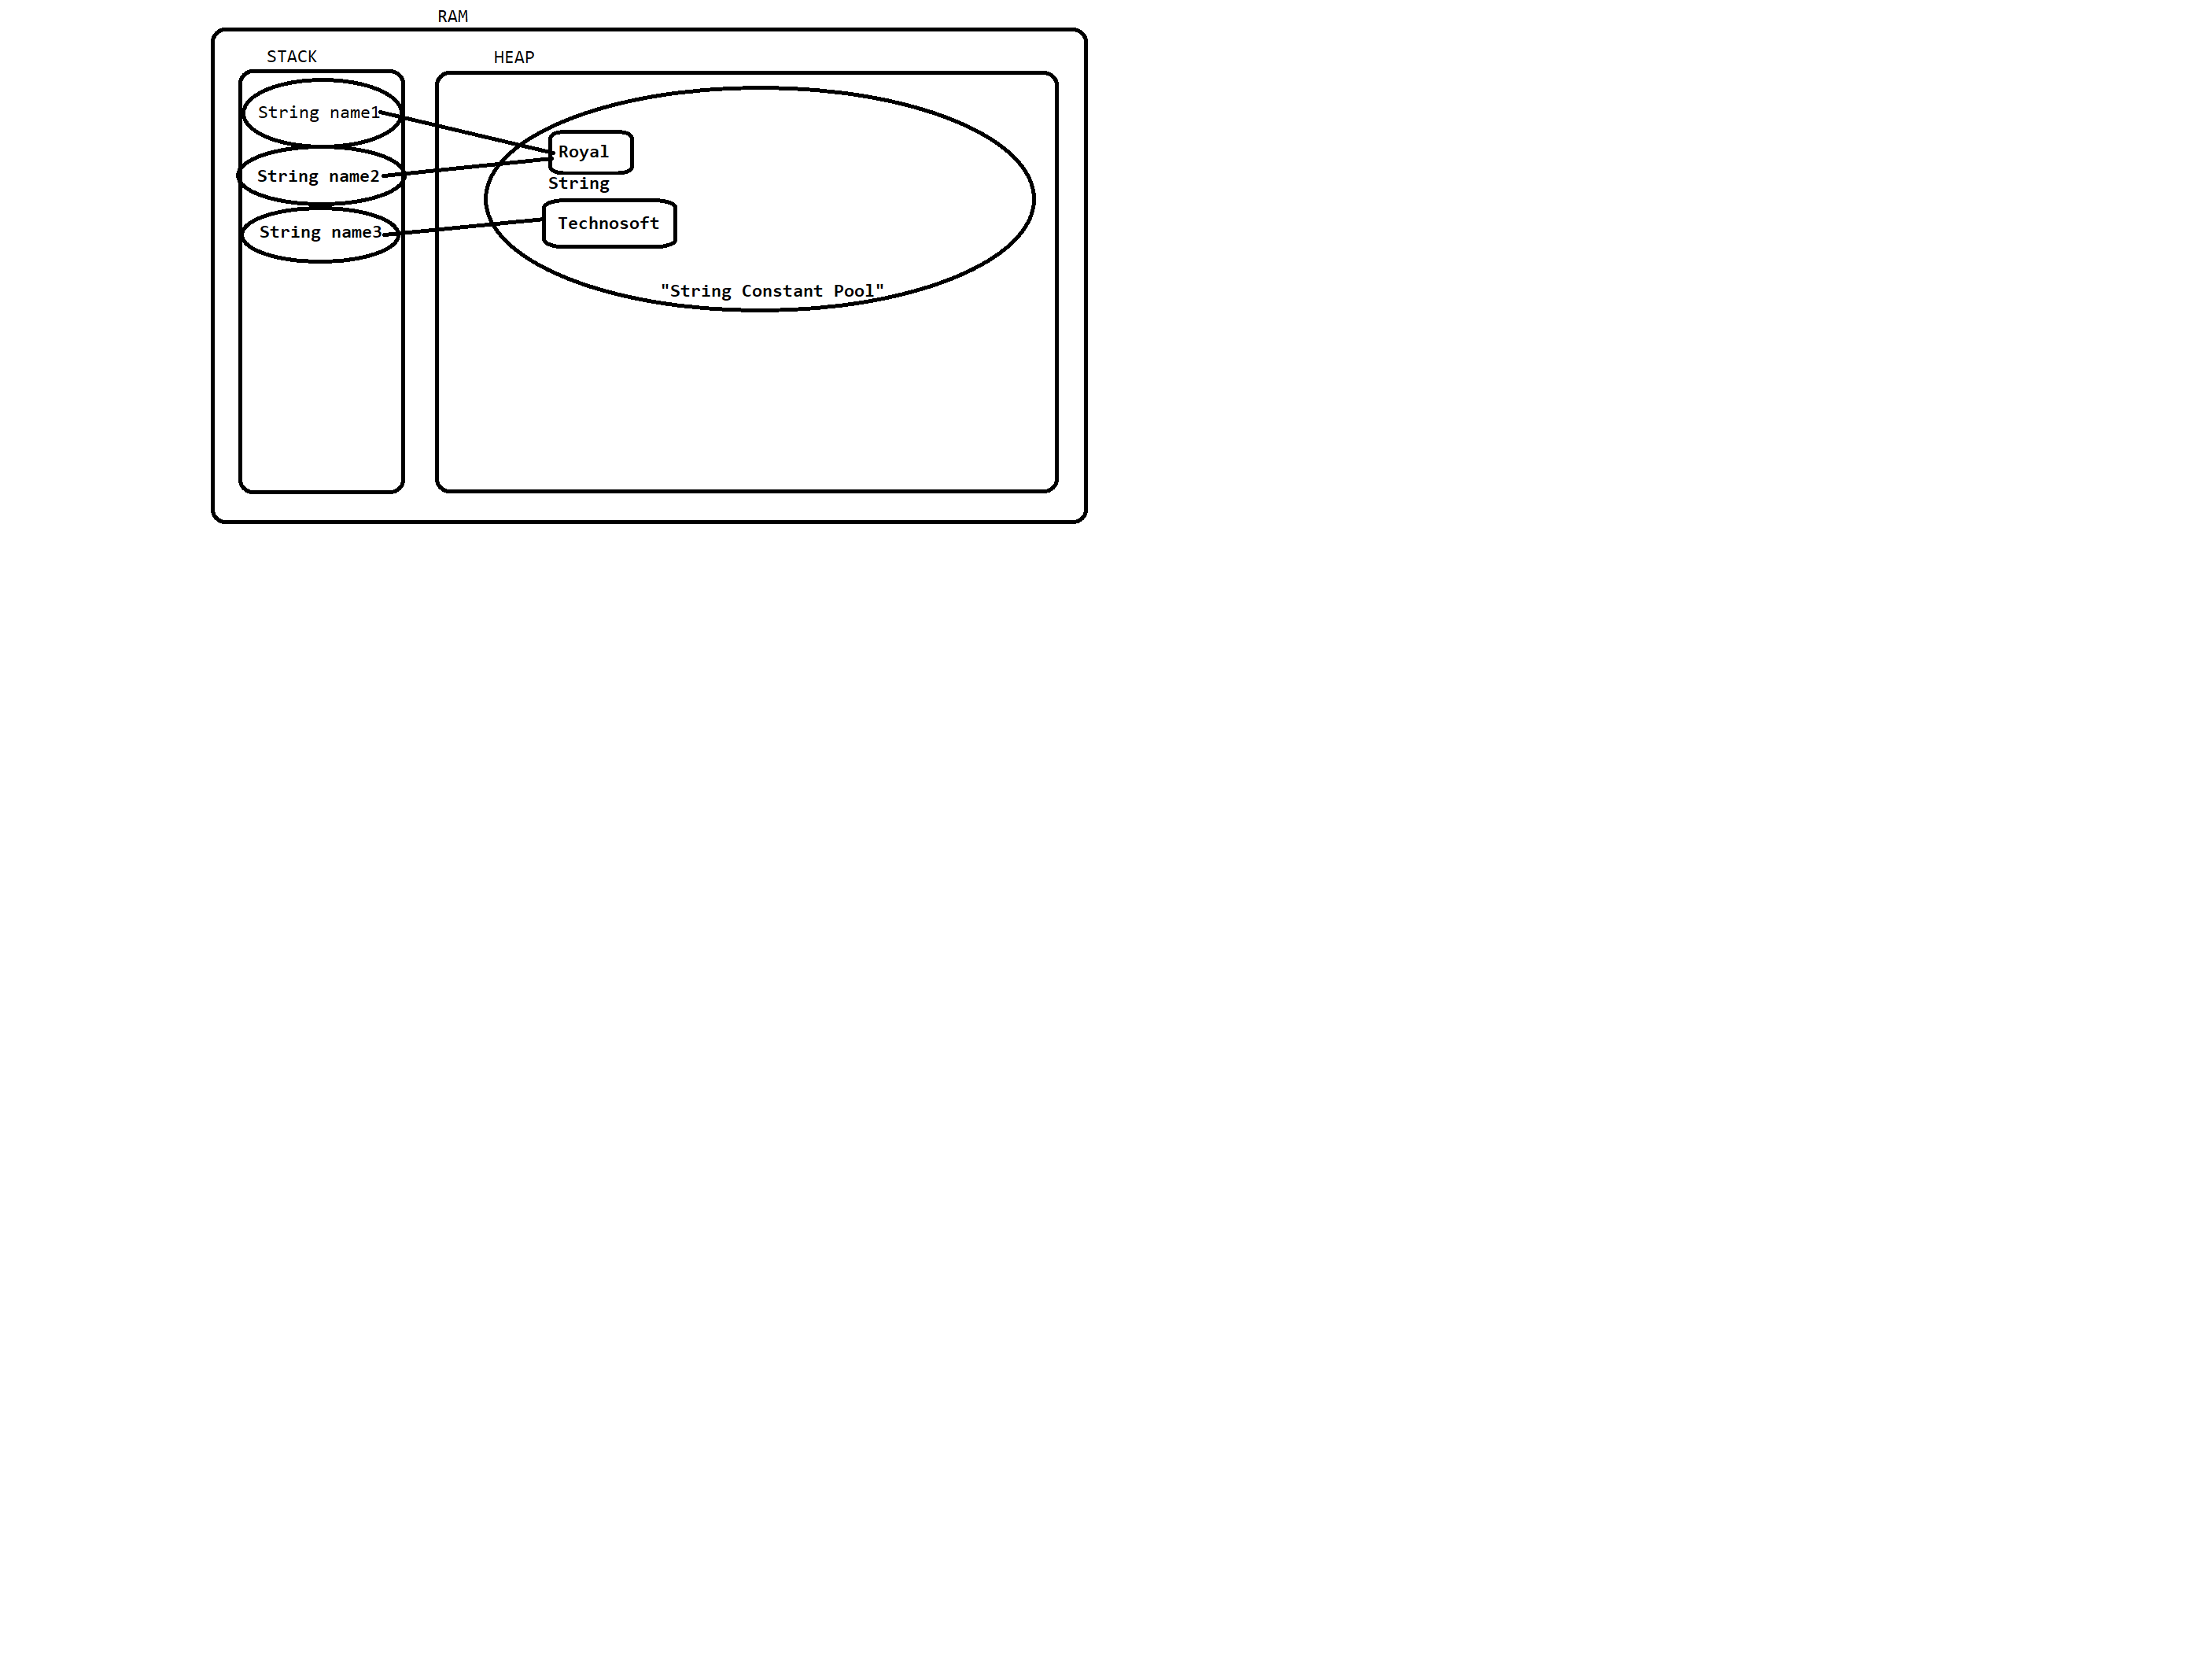 RAM
STACK
HEAP
String name1
Royal
String name2
String
Technosoft
String name3
"String Constant Pool"